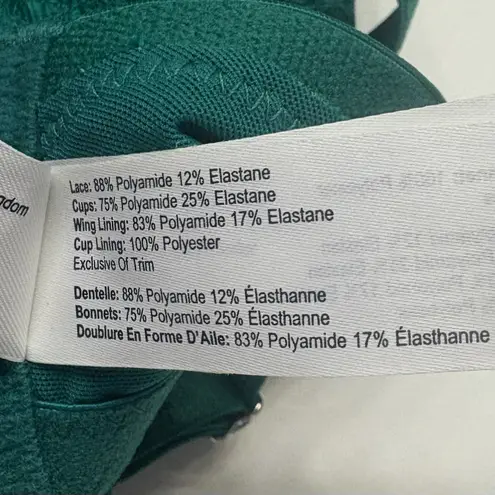 Lace: 88% Polyamide 12% Elastane
Cups: 75% Polyamide 25% Elastane
Wing Lining: 83% Polyamide 17% Elastane
Cup Lining: 100% Polyester
Exclusive Of Trim
Dentelle: 88% Polyamide 12% Élasthanne
Bonnets: 75% Polyamide 25% Élasthanne
Doublure En Forme D'Aile: 83% Polyamide 17% Élasthanne